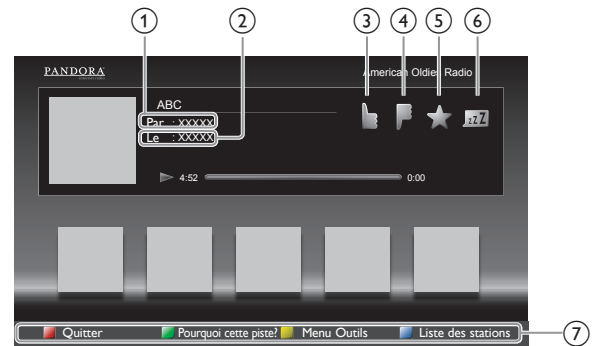 1 2 3 4 5 6
PANDORA
American Oldies Radio
ABC
Par : XXXXX
Le : XXXXX
zzZ
4:52 0:00
Quitter Pourquoi cette piste? Menu Outils Liste des stations 7